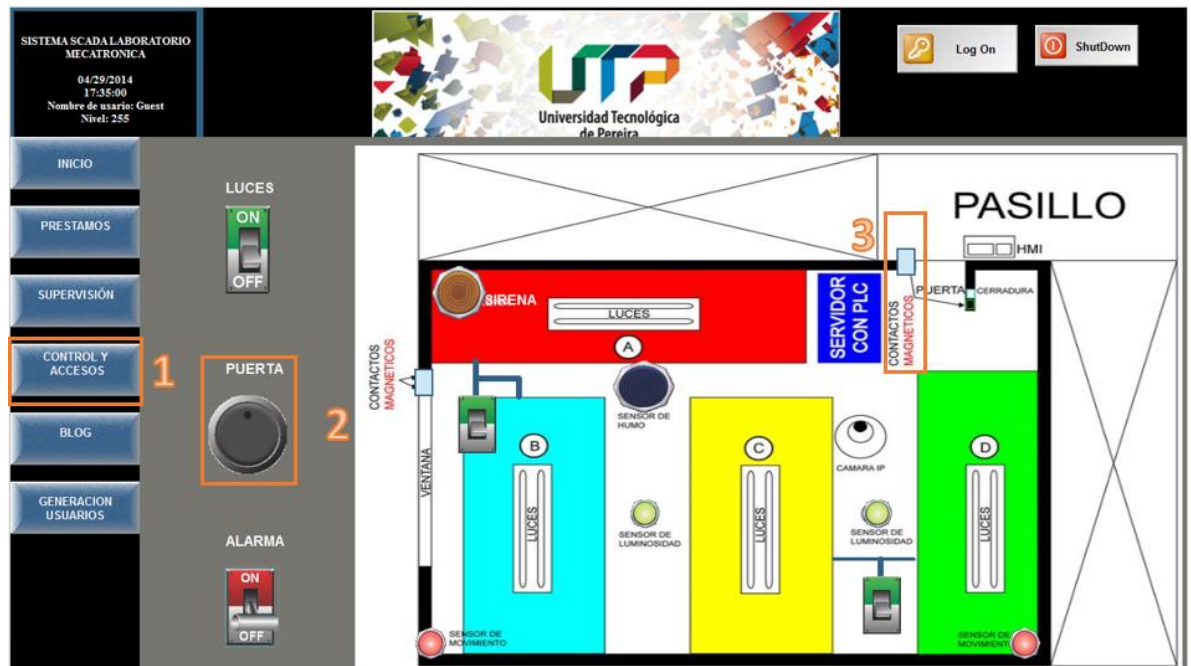 SISTEMA SCADA LABORATORIO
MECATRONICA
04/29/2014
17:35:00
Nombre de usario: Guest
Nivel: 255
UTP
Universidad Tecnológica
de Pereira
Log On
ShutDown
INICIO
PRESTAMOS
SUPERVISIÓN
CONTROL Y
ACCESOS
1
BLOG
GENERACION
USUARIOS
LUCES
ON
OFF
PUERTA
2
ALARMA
ON
OFF
PASILLO
3
HMI
SIRENA
LUCES
A
SERVIDOR
CON PLC
CONTACTOS
MAGNETICOS
PUERTA
CERRADURA
CONTACTOS
MAGNETICOS
VENTANA
SENSOR DE
HUMO
B
LUCES
SENSOR DE
LUMINOSIDAD
C
LUCES
CAMARA IP
SENSOR DE
LUMINOSIDAD
D
LUCES
SENSOR DE
MOVIMIENTO
SENSOR DE
MOVIMIENTO